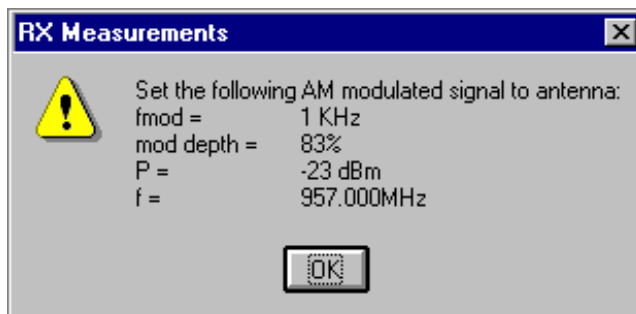 RX Measurements
Set the following AM modulated signal to antenna:
fmod = 1 KHz
mod depth = 83%
P = -23 dBm
f = 957.000MHz
OK